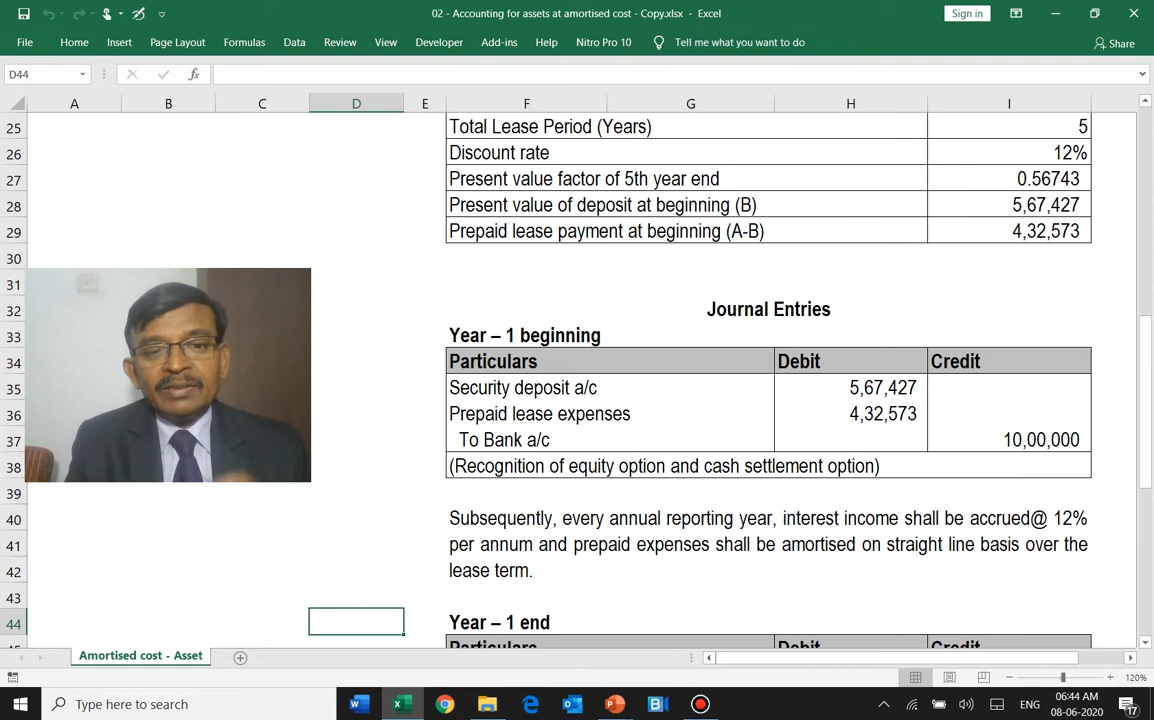 02 - Accounting for assets at amortised cost - Copy.xlsx - Excel
Sign in
File Home Insert Page Layout Formulas Data Review View Developer Add-ins Help Nitro Pro 10 Tell me what you want to do Share
D44 fx
A B C D E F G H I
25 Total Lease Period (Years) 5
26 Discount rate 12%
27 Present value factor of 5th year end 0.56743
28 Present value of deposit at beginning (B) 5,67,427
29 Prepaid lease payment at beginning (A-B) 4,32,573
30
31
32 Journal Entries
33 Year – 1 beginning
34 Particulars Debit Credit
35 Security deposit a/c 5,67,427
36 Prepaid lease expenses 4,32,573
37 To Bank a/c 10,00,000
38 (Recognition of equity option and cash settlement option)
39
40 Subsequently, every annual reporting year, interest income shall be accrued@ 12%
41 per annum and prepaid expenses shall be amortised on straight line basis over the
42 lease term.
43
44 Year – 1 end
Particulars Debit Credit
Amortised cost - Asset
120%
Type here to search
ENG
06:44 AM
08-06-2020
17